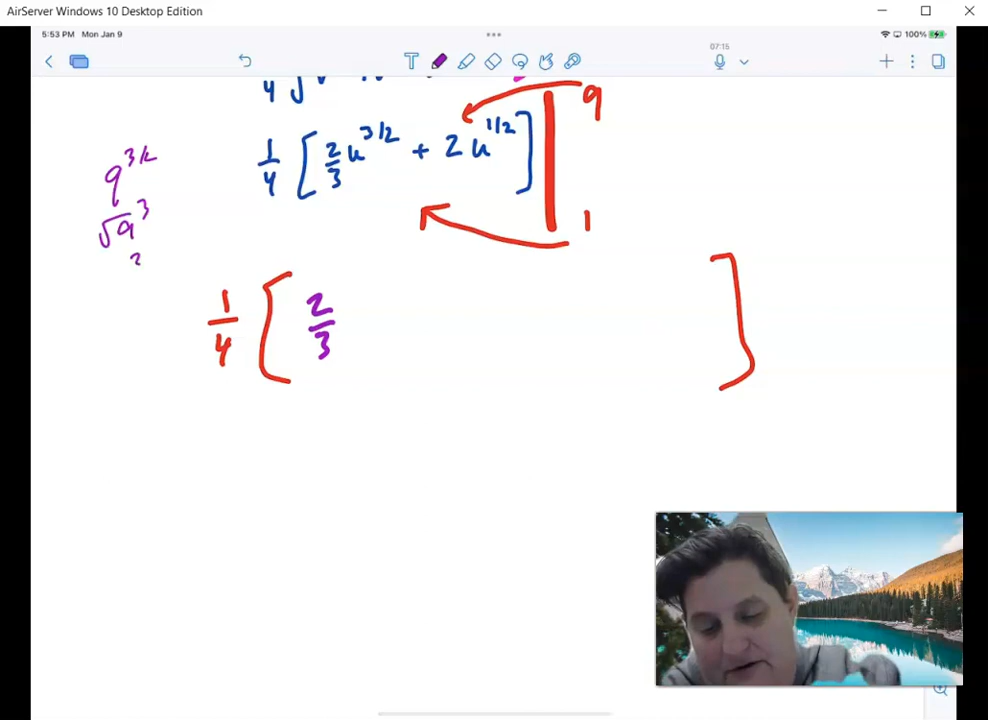 AirServer Windows 10 Desktop Edition
5:53 PM Mon Jan 9
100%
07:15
T
1/4 [ 2/3 u^{3/2} + 2u^{1/2} ] | 9
1
9^{3/2}
√9^3
1/4 [ 2/3 ]